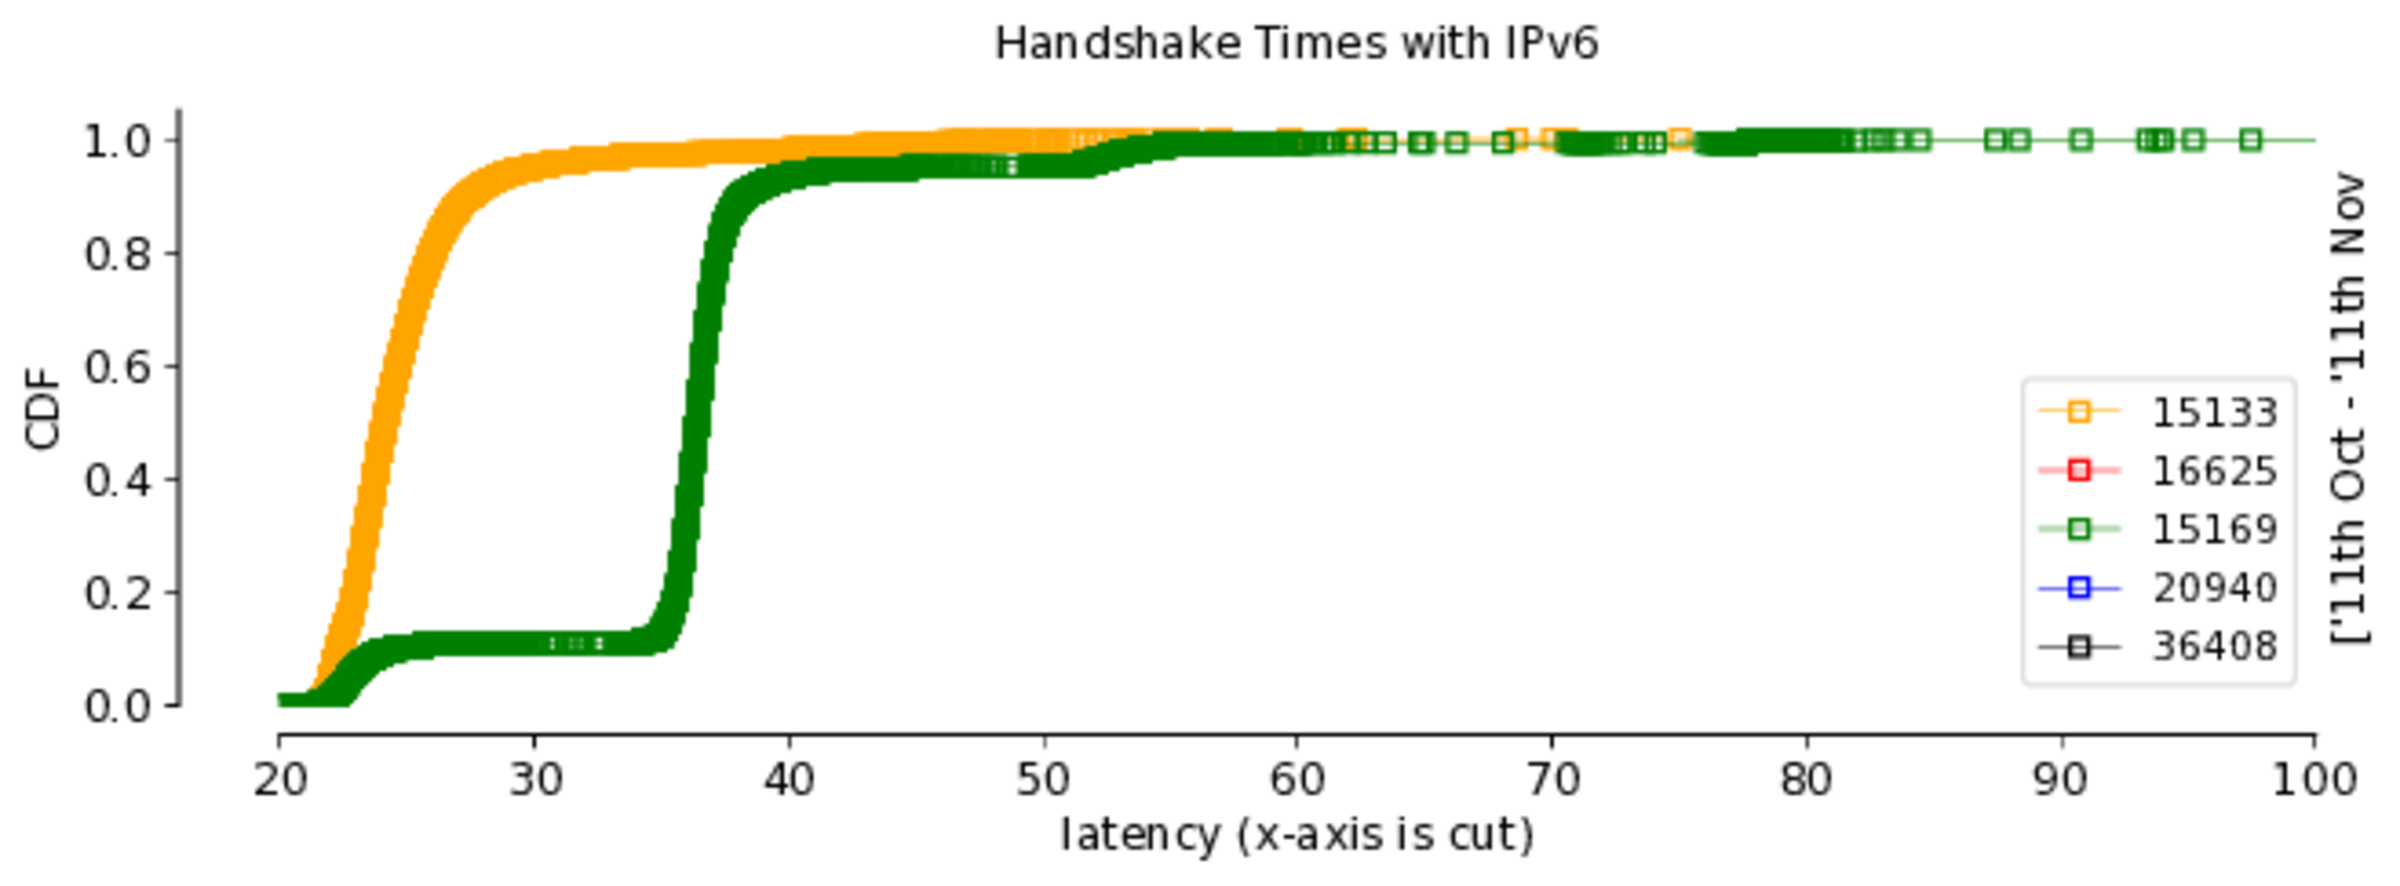 Handshake Times with IPv6
CDF
1.0
0.8
0.6
0.4
0.2
0.0
20 30 40 50 60 70 80 90 100
latency (x-axis is cut)
15133
16625
15169
20940
36408
['11th Oct - '11th Nov